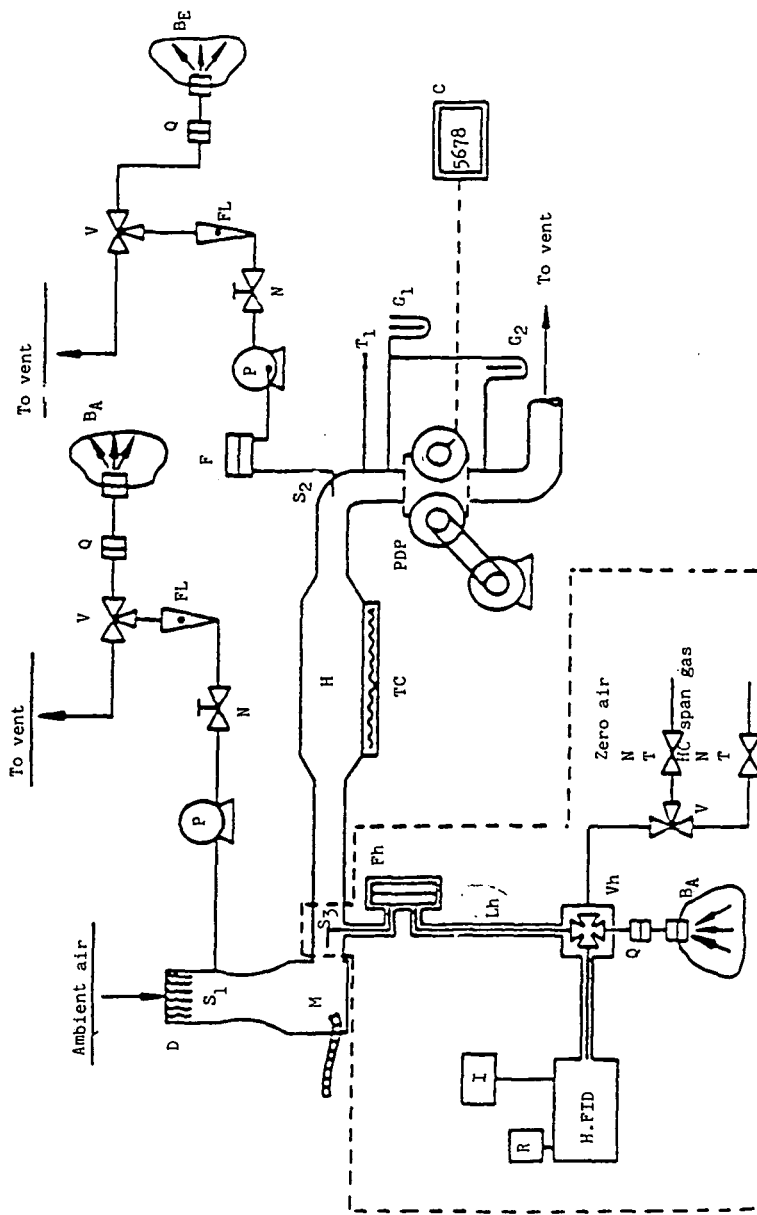 To vent
To vent
Ambient air
V
Q
BA
V
Q
BE
D
FL
FL
S1
P
N
F
P
N
M
S2
H
S3
T1
G1
Fh
TC
PDP
5678
C
R
I
G2
Lh
To vent
H.FID
Vh
Q
BA
V
Zero air
N
T
HC span gas
N
T